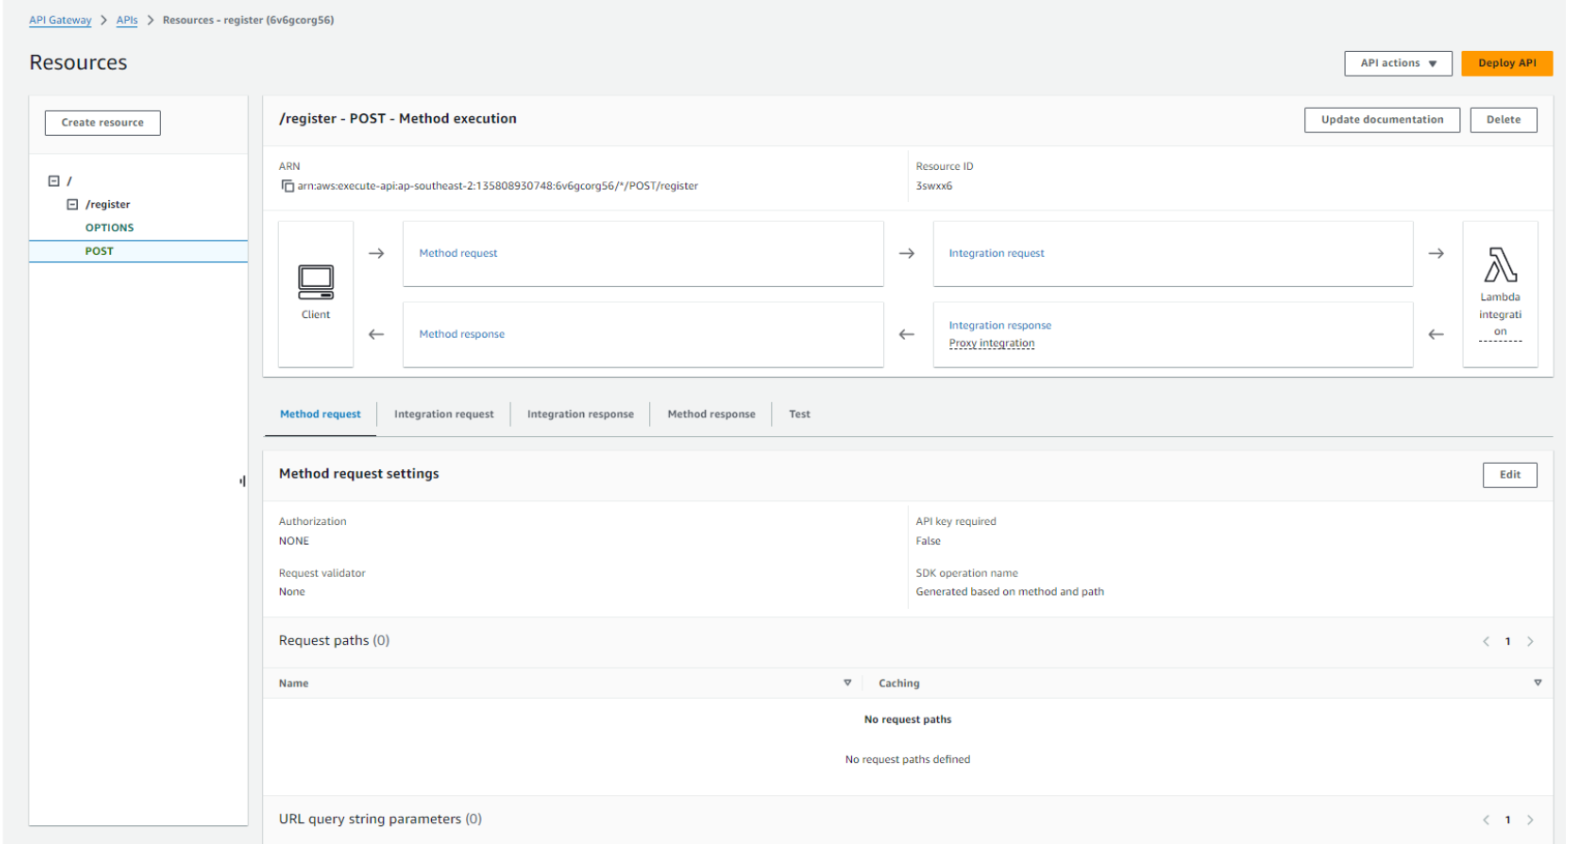 API Gateway > APIs > Resources - register (6v6gcorg56)
Resources
API actions ▼
Deploy API
Create resource
/
/register
OPTIONS
POST
/register - POST - Method execution
Update documentation
Delete
ARN
arn:aws:execute-api:ap-southeast-2:135808930748:6v6gcorg56/*/POST/register
Resource ID
3swxx6
Client
Method request
Integration request
Method response
Integration response
Proxy integration
Lambda
integrati
on
Method request
Integration request
Integration response
Method response
Test
Method request settings
Edit
Authorization
NONE
API key required
False
Request validator
None
SDK operation name
Generated based on method and path
Request paths (0)
< 1 >
Name
Caching
No request paths
No request paths defined
URL query string parameters (0)
< 1 >